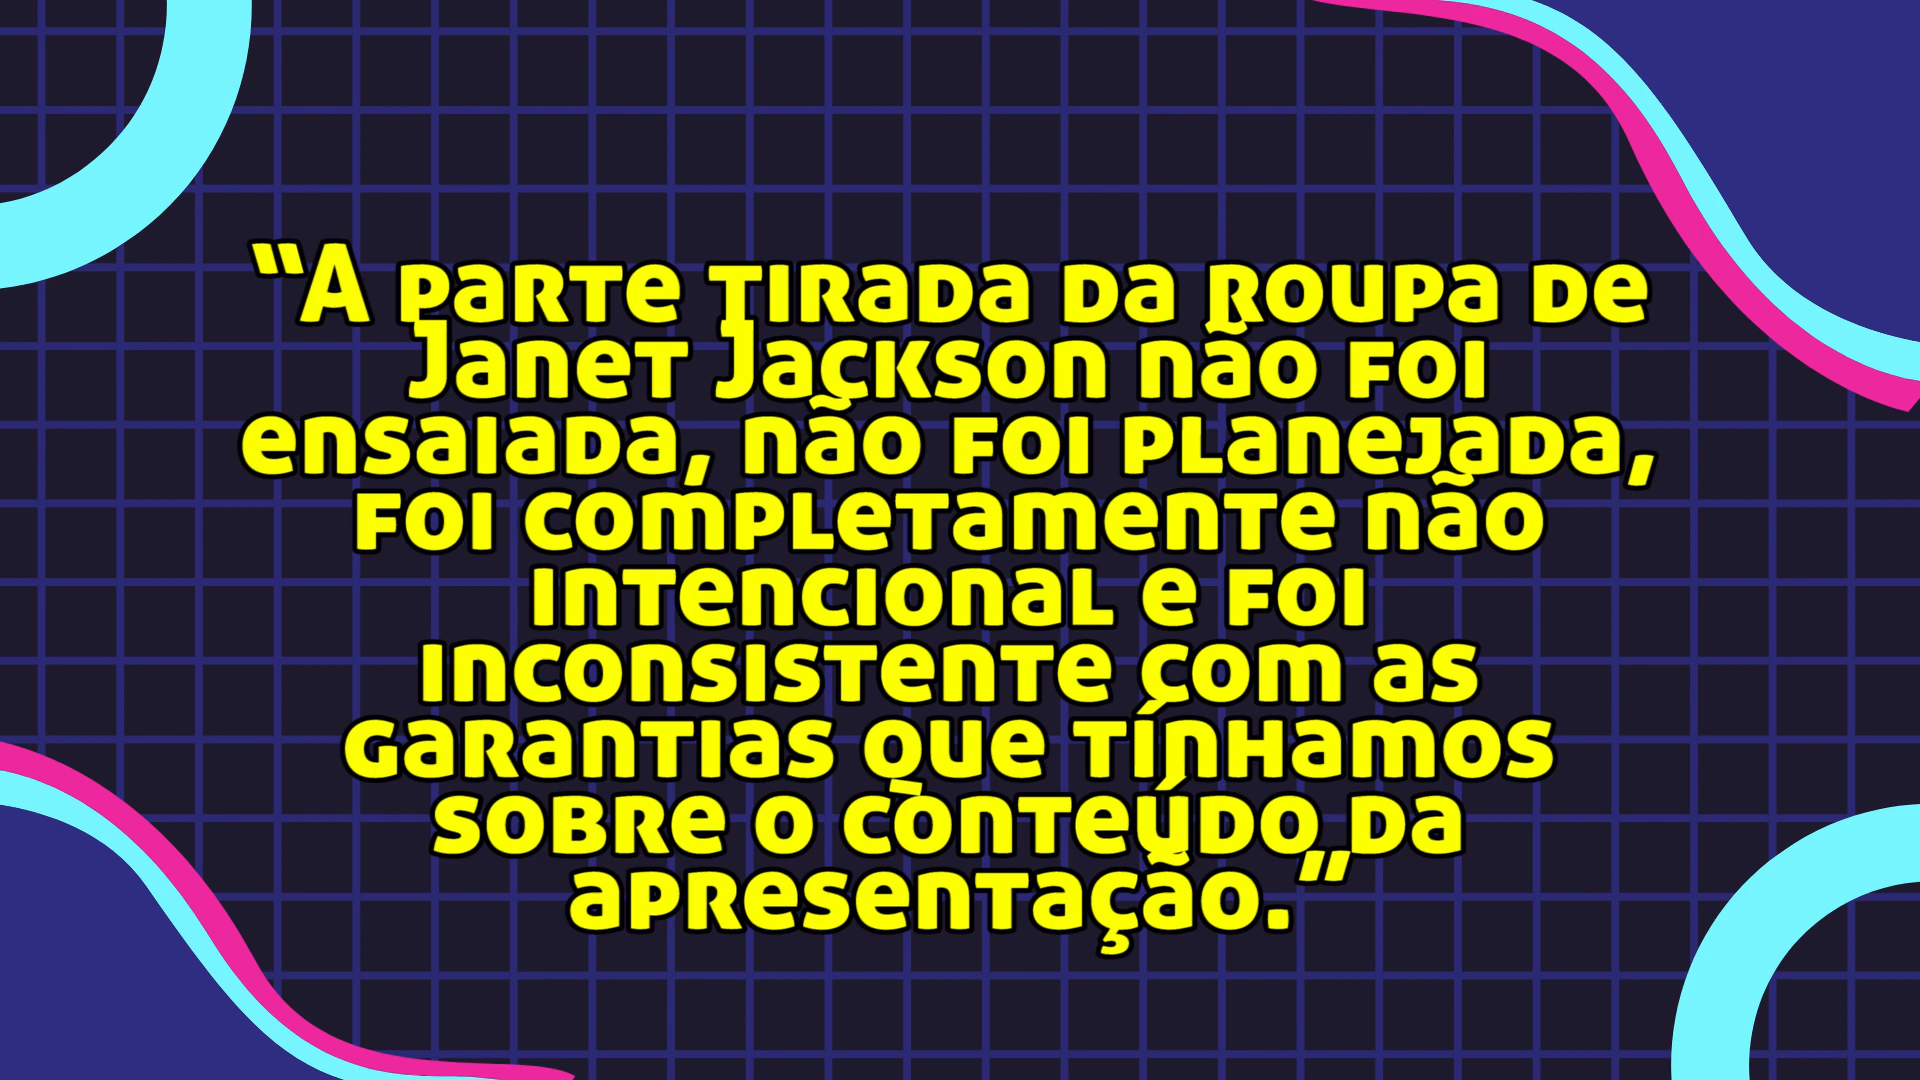 “A parte tirada da roupa de
Janet Jackson não foi
ensaiada, não foi planejada,
foi completamente não
intencional e foi
inconsistente com as
garantias que tínhamos
sobre o conteúdo da
apresentação.”